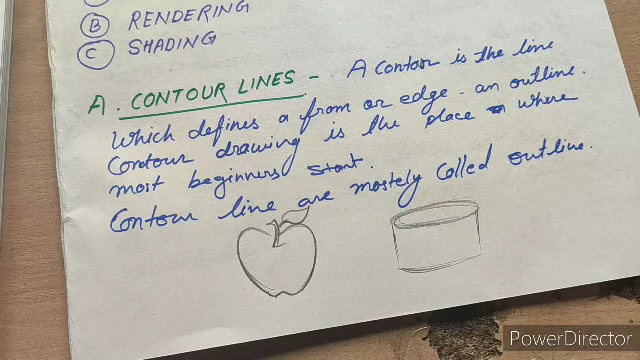 B RENDERING
C SHADING
A. CONTOUR LINES - . A contour is the line
Which defines a from or edge - an outline.
Contour drawing is the place where
most beginners start.
Contour line are mostely called outline.
PowerDirector